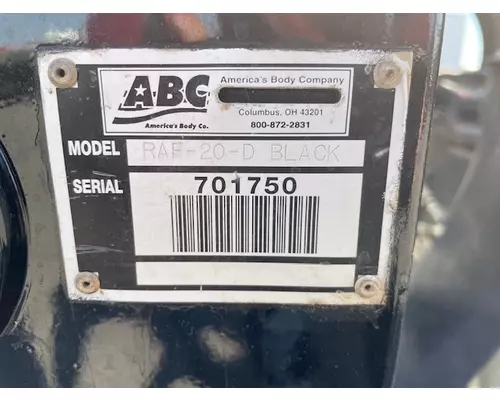 ABC
America's Body Co.
America's Body Company
Columbus, OH 43201
800-872-2831
MODEL RAF-20-D BLACK
SERIAL 701750